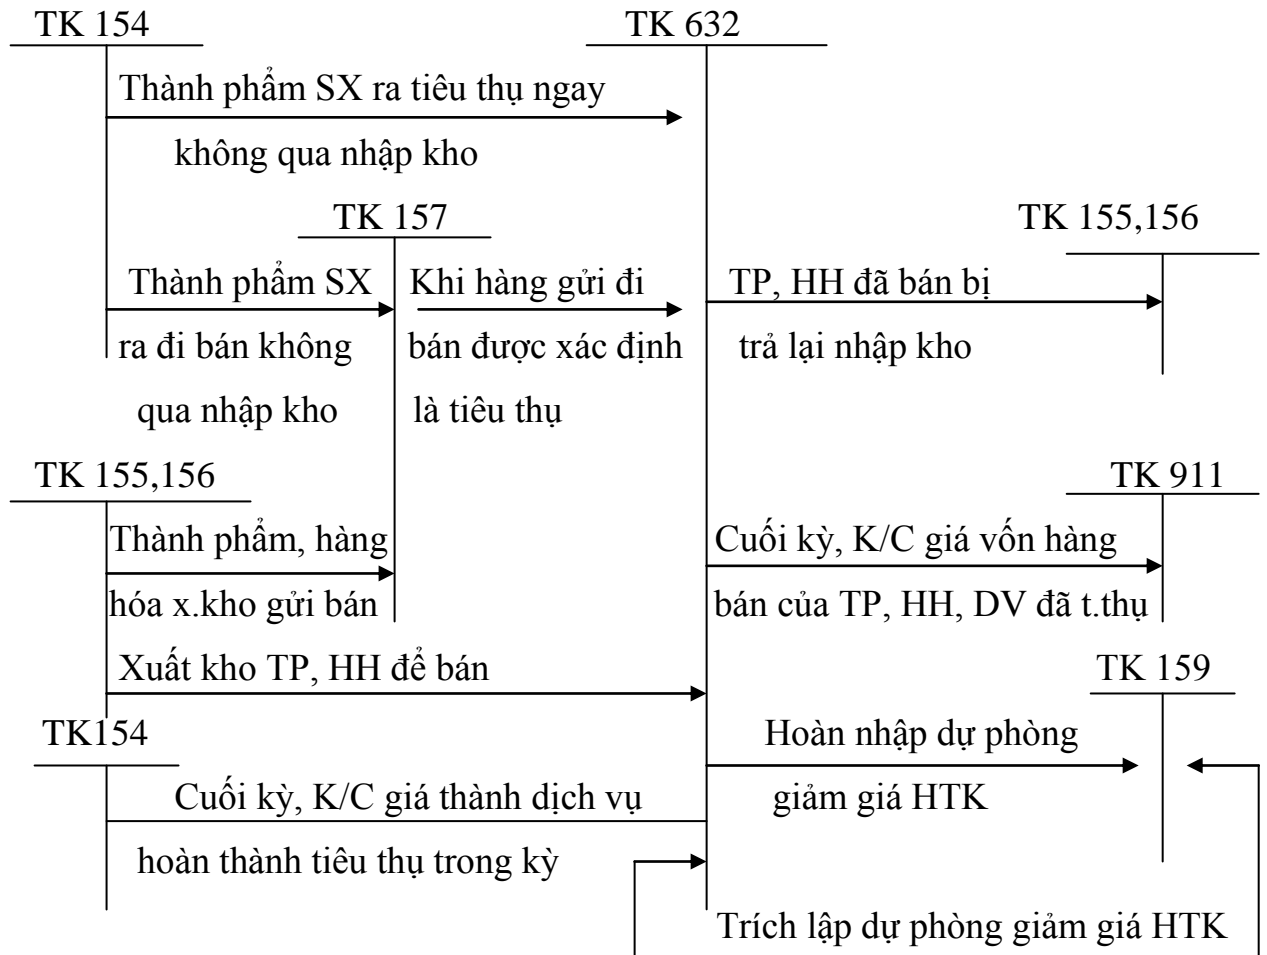 TK 154
TK 632
Thành phẩm SX ra tiêu thụ ngay
không qua nhập kho
TK 157
TK 155,156
Thành phẩm SX
ra đi bán không
qua nhập kho
Khi hàng gửi đi
bán được xác định
là tiêu thụ
TP, HH đã bán bị
trả lại nhập kho
TK 155,156
TK 911
Thành phẩm, hàng
hóa x.kho gửi bán
Cuối kỳ, K/C giá vốn hàng
bán của TP, HH, DV đã t.thụ
Xuất kho TP, HH để bán
TK 159
TK154
Hoàn nhập dự phòng
giảm giá HTK
Cuối kỳ, K/C giá thành dịch vụ
hoàn thành tiêu thụ trong kỳ
Trích lập dự phòng giảm giá HTK